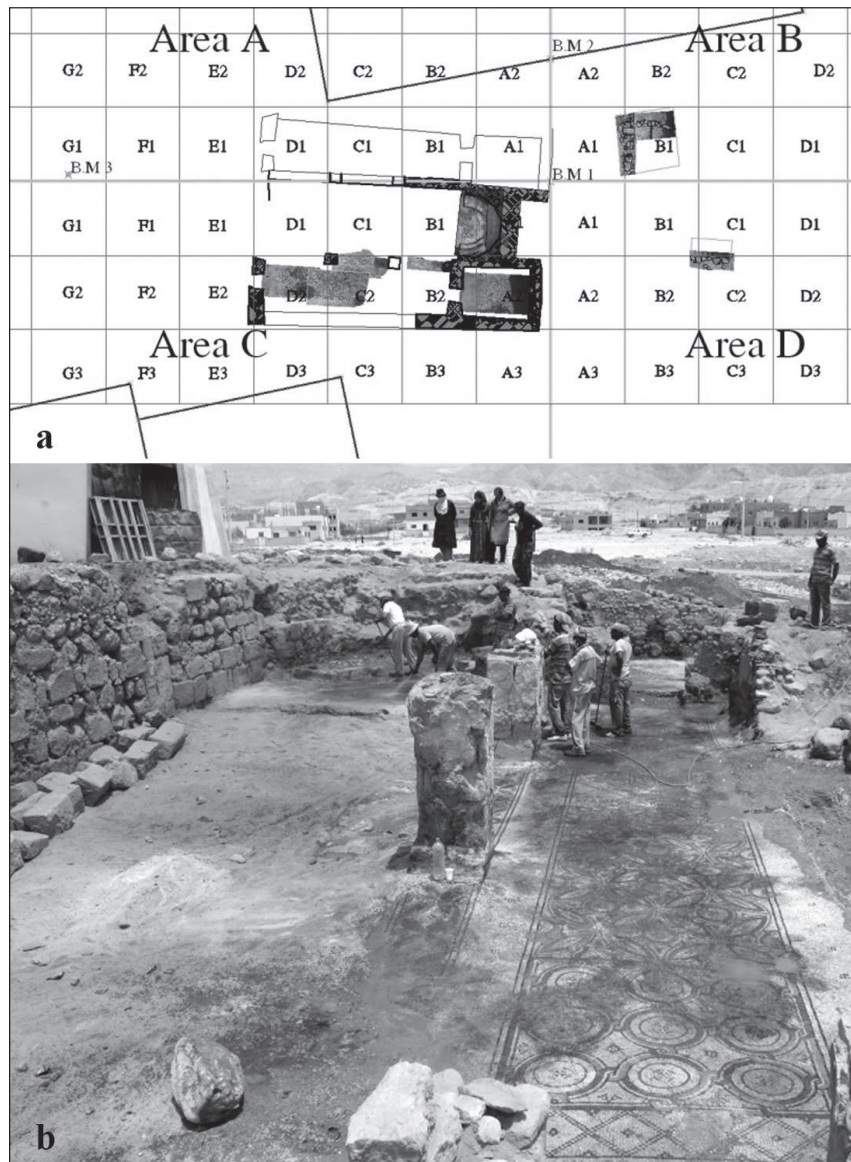 Area A Area B
B.M 2
G2 F2 E2 D2 C2 B2 A2 A2 B2 C2 D2
G1 F1 E1 D1 C1 B1 A1 A1 B1 C1 D1
B.M 3 B.M 1
G1 F1 E1 D1 C1 B1 A1 B1 C1 D1
G2 F2 E2 D2 C2 B2 A2 A2 B2 C2 D2
Area C Area D
G3 F3 E3 D3 C3 B3 A3 A3 B3 C3 D3
a
b